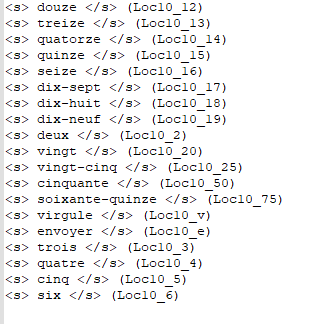 <s> douze </s> (Loc10_12)
<s> treize </s> (Loc10_13)
<s> quatorze </s> (Loc10_14)
<s> quinze </s> (Loc10_15)
<s> seize </s> (Loc10_16)
<s> dix-sept </s> (Loc10_17)
<s> dix-huit </s> (Loc10_18)
<s> dix-neuf </s> (Loc10_19)
<s> deux </s> (Loc10_2)
<s> vingt </s> (Loc10_20)
<s> vingt-cinq </s> (Loc10_25)
<s> cinquante </s> (Loc10_50)
<s> soixante-quinze </s> (Loc10_75)
<s> virgule </s> (Loc10_v)
<s> envoyer </s> (Loc10_e)
<s> trois </s> (Loc10_3)
<s> quatre </s> (Loc10_4)
<s> cinq </s> (Loc10_5)
<s> six </s> (Loc10_6)